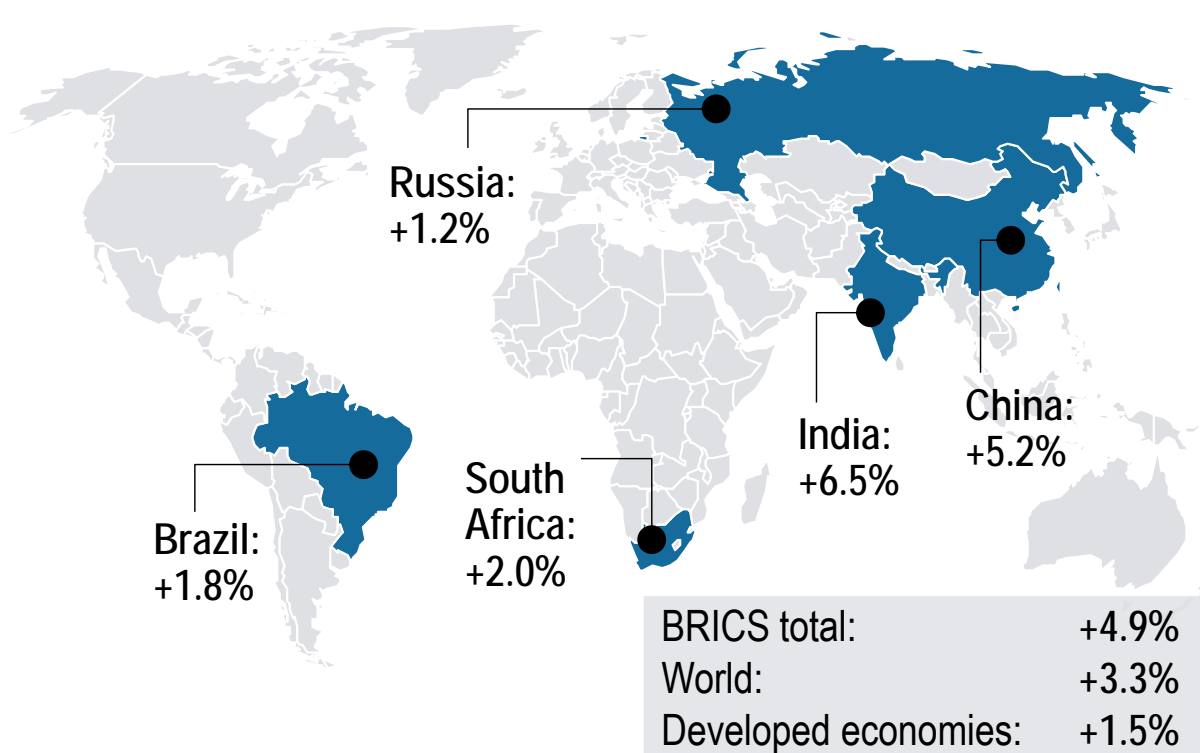 Russia:
+1.2%
China:
+5.2%
India:
+6.5%
South
Africa:
+2.0%
Brazil:
+1.8%
BRICS total: +4.9%
World: +3.3%
Developed economies: +1.5%